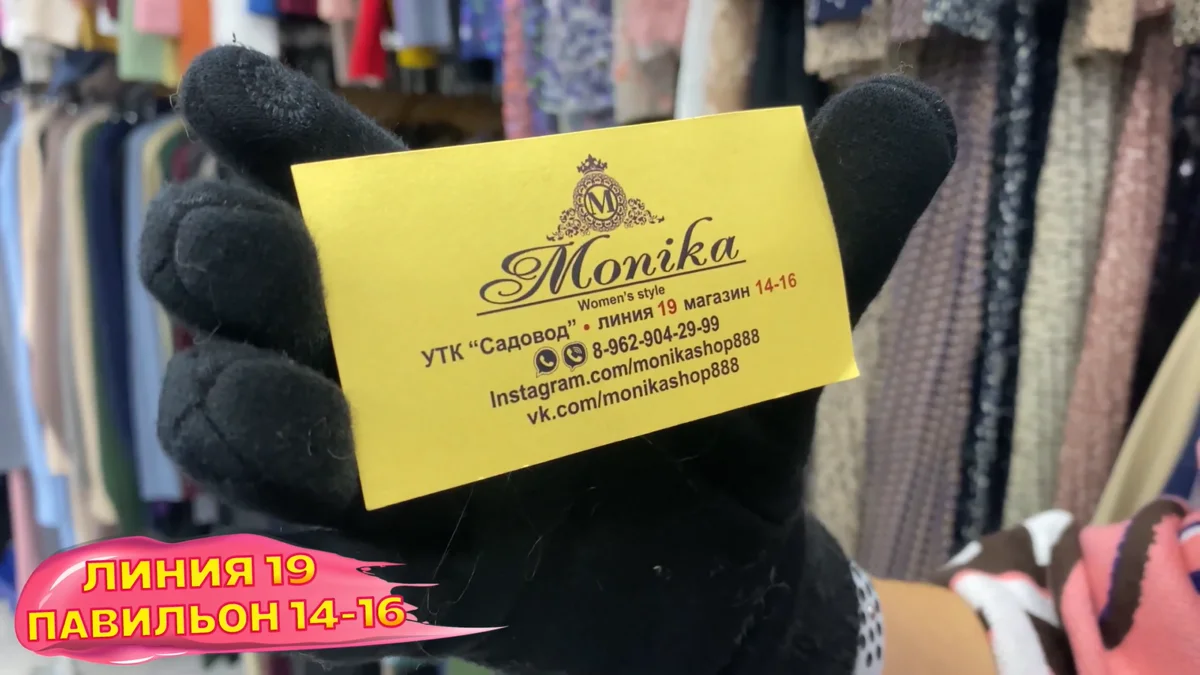 M
Monika
Women's style
УТК “Садовод” • линия 19 магазин 14-16
8-962-904-29-99
Instagram.com/monikashop888
vk.com/monikashop888
ЛИНИЯ 19
ПАВИЛЬОН 14-16